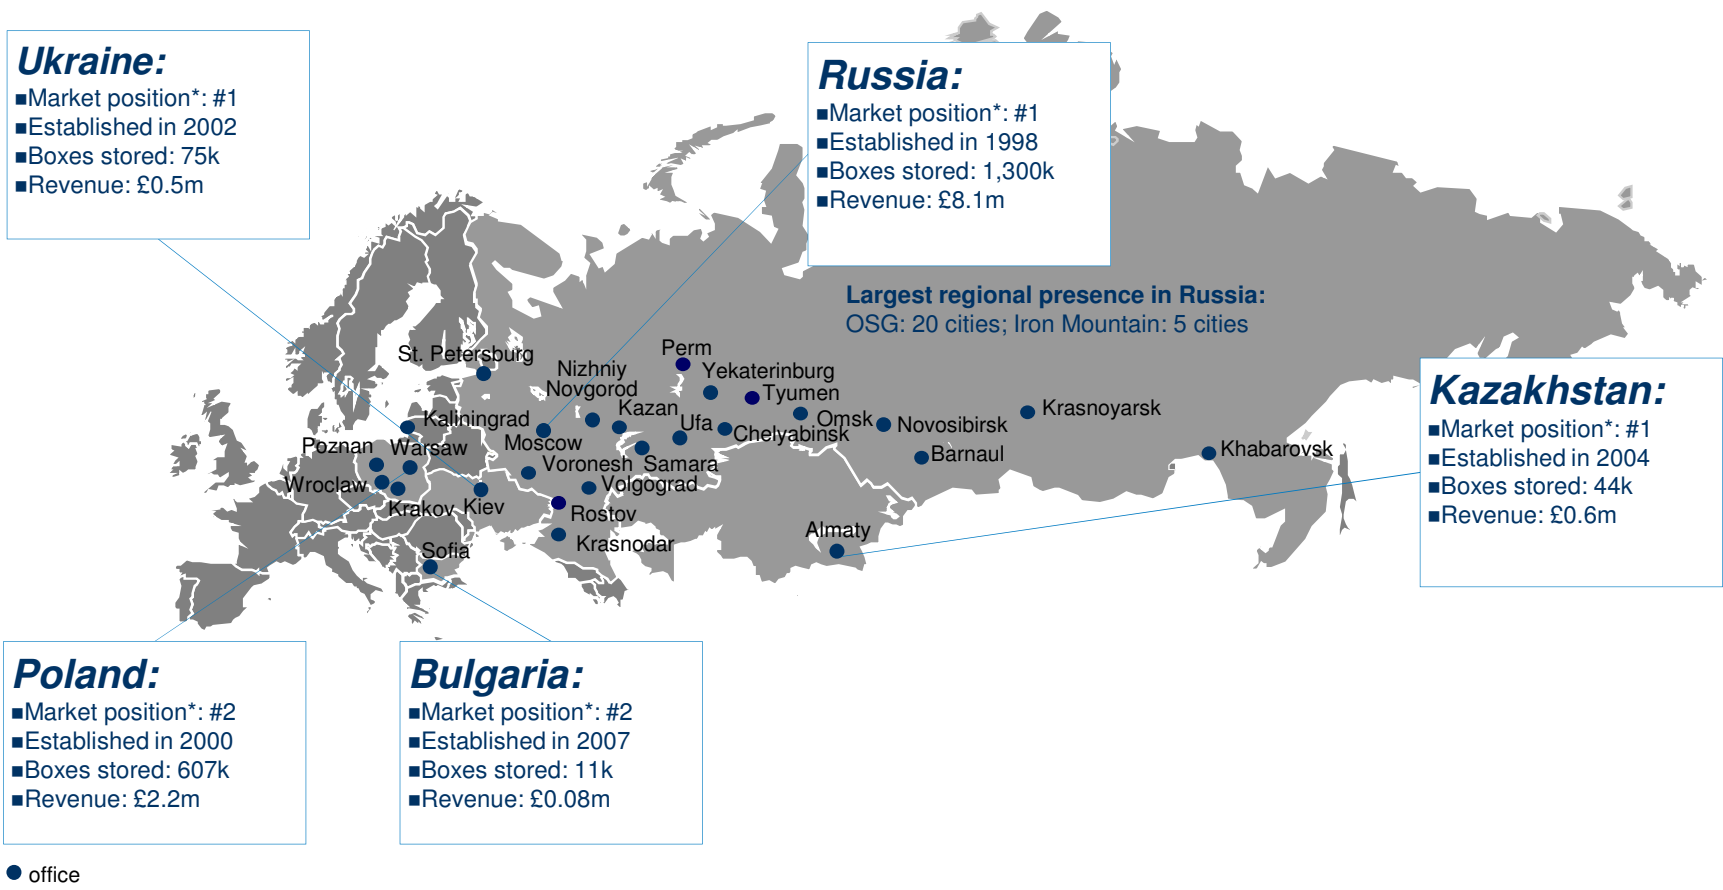 Ukraine:
■Market position*: #1
■Established in 2002
■Boxes stored: 75k
■Revenue: £0.5m
Russia:
■Market position*: #1
■Established in 1998
■Boxes stored: 1,300k
■Revenue: £8.1m
Largest regional presence in Russia:
OSG: 20 cities; Iron Mountain: 5 cities
Kazakhstan:
■Market position*: #1
■Established in 2004
■Boxes stored: 44k
■Revenue: £0.6m
St. Petersburg
Nizhniy
Novgorod
Perm
Yekaterinburg
Tyumen
Kazan
Ufa
Omsk
Krasnoyarsk
Kaliningrad
Moscow
Chelyabinsk
Novosibirsk
Poznan
Warsaw
Voronesh
Samara
Barnaul
Khabarovsk
Wroclaw
Volgograd
Krakov
Kiev
Rostov
Almaty
Sofia
Krasnodar
Poland:
■Market position*: #2
■Established in 2000
■Boxes stored: 607k
■Revenue: £2.2m
Bulgaria:
■Market position*: #2
■Established in 2007
■Boxes stored: 11k
■Revenue: £0.08m
office